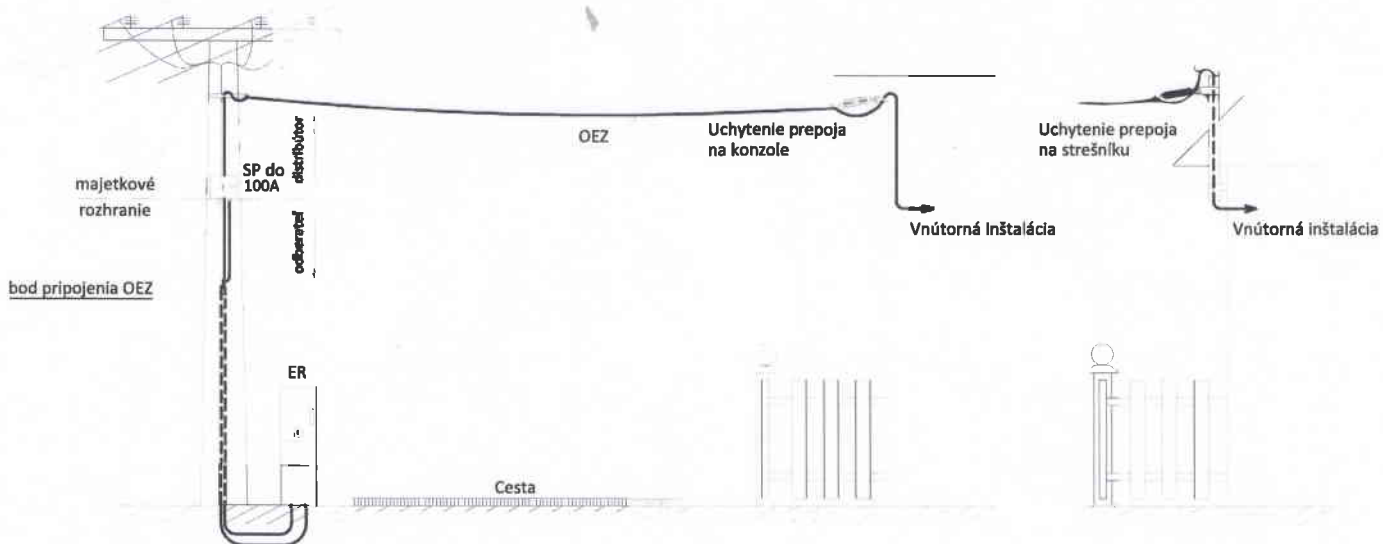 OEZ
Uchytenie prepoja
na konzole
Uchytenie prepoja
na strešníku
SP do
100A
distribútor
majetkové
rozhranie
odberateľ
Vnútorná Inštalácia
Vnútorná inštalácia
bod pripojenia OEZ
ER
Cesta